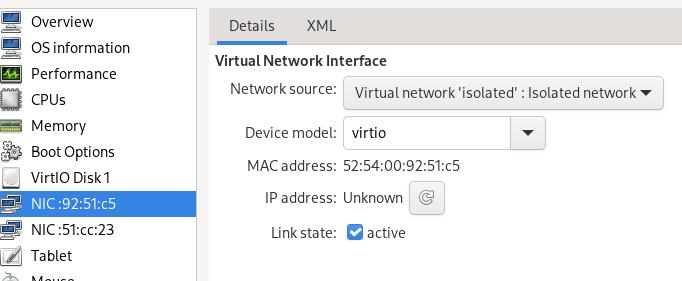 Overview
OS information
Performance
CPUs
Memory
Boot Options
VirtIO Disk 1
NIC :92:51:c5
NIC :51:cc:23
Tablet
Mouse
Details XML
Virtual Network Interface
Network source: Virtual network 'isolated' : Isolated network
Device model: virtio
MAC address: 52:54:00:92:51:c5
IP address: Unknown
Link state: active